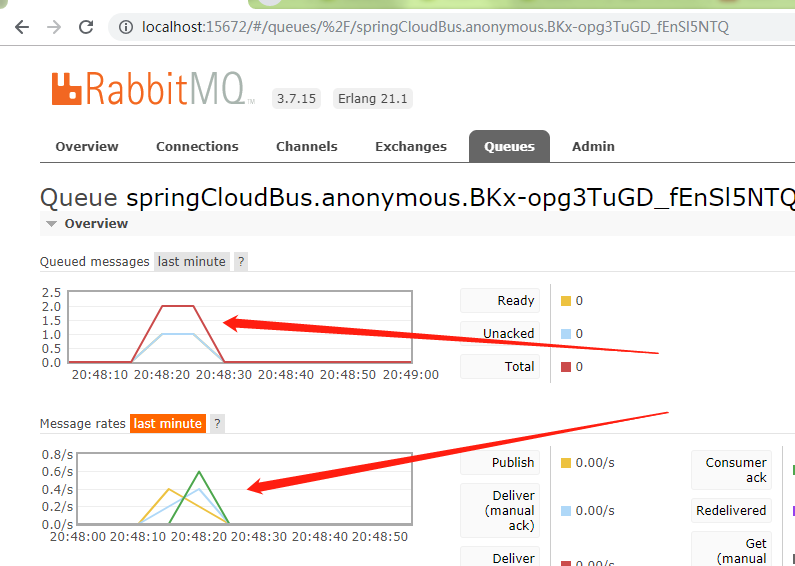 localhost:15672/#/queues/%2F/springCloudBus.anonymous.BKx-opg3TuGD_fEnSl5NTQ
RabbitMQ TM 3.7.15 Erlang 21.1
Overview Connections Channels Exchanges Queues Admin
Queue springCloudBus.anonymous.BKx-opg3TuGD_fEnSl5NTQ
Overview
Queued messages last minute ?
2.5
2.0
1.5
1.0
0.5
0.0
20:48:10 20:48:20 20:48:30 20:48:40 20:48:50 20:49:00
Ready 0
Unacked 0
Total 0
Message rates last minute ?
0.8/s
0.6/s
0.4/s
0.2/s
0.0/s
20:48:00 20:48:10 20:48:20 20:48:30 20:48:40 20:48:50
Publish 0.00/s
Deliver
(manual
ack)
0.00/s
Deliver
0.00/s
Consumer
ack
Redelivered
Get
(manual